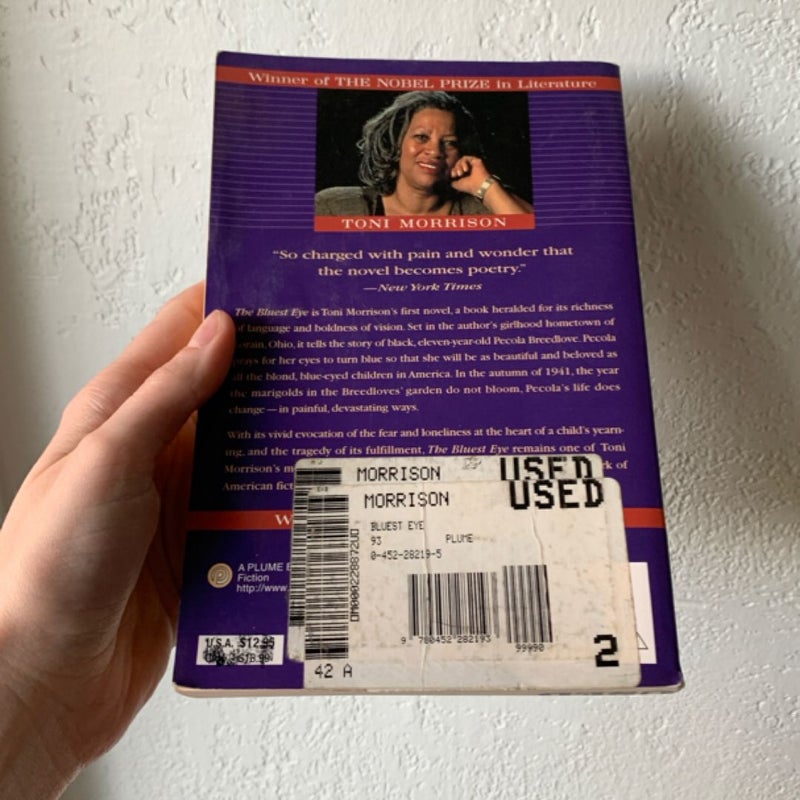 Winner of THE NOBEL PRIZE in Literature
TONI MORRISON
“So charged with pain and wonder that
the novel becomes poetry.”
—New York Times
The Bluest Eye is Toni Morrison's first novel, a book heralded for its richness
of language and boldness of vision. Set in the author's girlhood hometown of
orain, Ohio, it tells the story of black, eleven-year-old Pecola Breedlove. Pecola
ays for her eyes to turn blue so that she will be as beautiful and beloved as
all the blond, blue-eyed children in America. In the autumn of 1941, the year
the marigolds in the Breedloves' garden do not bloom, Pecola's life does
change — in painful, devastating ways.
With its vivid evocation of the fear and loneliness at the heart of a child's yearn-
ing, and the tragedy of its fulfillment, The Bluest Eye remains one of Toni
Morrison's m
rk of
American fict
MORRISON USED
MORRISON USED
BLUEST EYE
93 PLUME
0-452-28219-5
W
A PLUME B
Fiction
http://www.
9 780452 282193
99990
U.S.A. $12.95
42 A
2